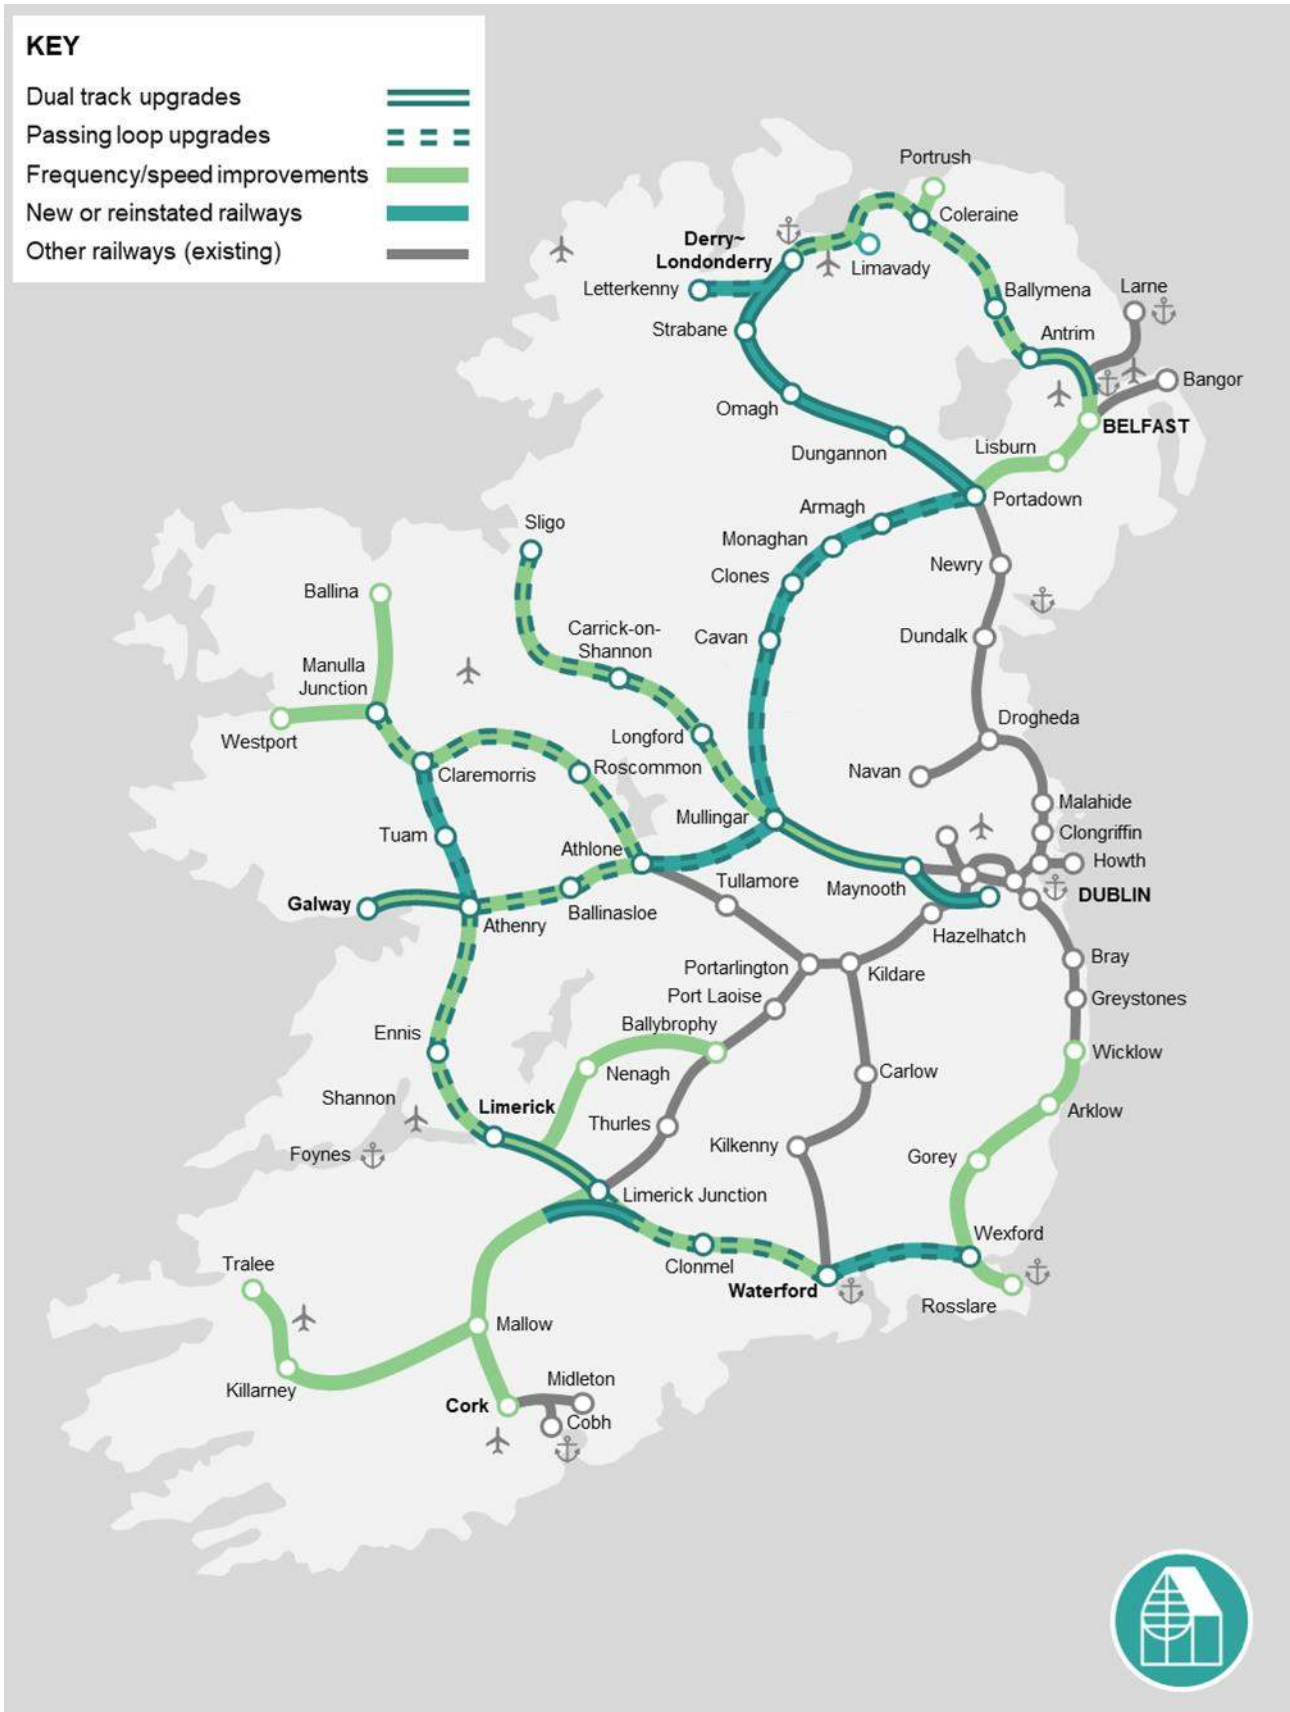 KEY
Dual track upgrades
Passing loop upgrades
Frequency/speed improvements
New or reinstated railways
Other railways (existing)
Portrush
Coleraine
Derry~
Londonderry
Limavady
Letterkenny
Ballymena
Larne
Strabane
Antrim
Bangor
Omagh
BELFAST
Lisburn
Dungannon
Portadown
Armagh
Sligo
Monaghan
Newry
Clones
Ballina
Carrick-on-
Shannon
Cavan
Dundalk
Manulla
Junction
Drogheda
Westport
Longford
Claremorris
Roscommon
Navan
Malahide
Mullingar
Clongriffin
Tuam
Athlone
Howth
Tullamore
Maynooth
DUBLIN
Galway
Ballinasloe
Athenry
Hazelhatch
Bray
Portarlington
Kildare
Port Laoise
Greystones
Ballybrophy
Ennis
Wicklow
Nenagh
Carlow
Shannon
Limerick
Arklow
Thurles
Kilkenny
Foynes
Gorey
Limerick Junction
Wexford
Tralee
Clonmel
Waterford
Rosslare
Mallow
Midleton
Killarney
Cork
Cobh